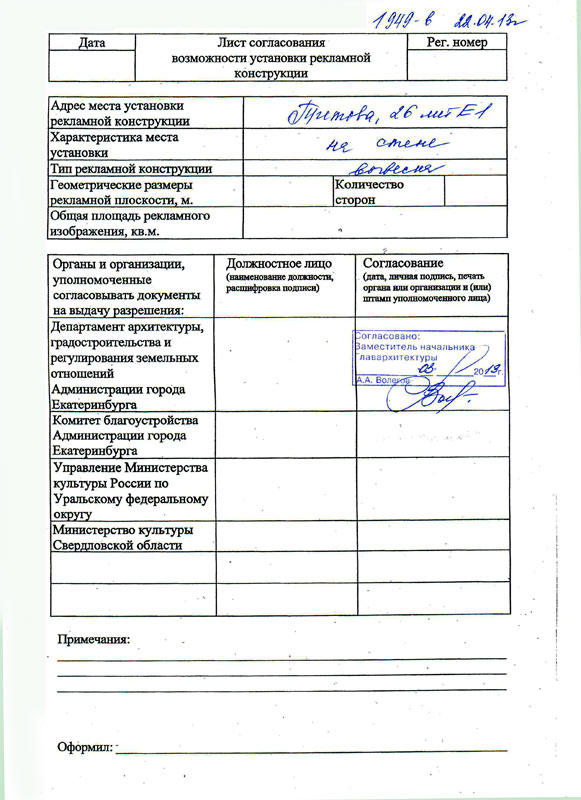 1949-в 22.04.13г
Дата
Лист согласования
возможности установки рекламной
конструкции
Рег. номер
Адрес места установки
рекламной конструкции
26 лит Е1
Характеристика места
установки
на стене
Тип рекламной конструкции
вывеска
Геометрические размеры
рекламной плоскости, м.
Количество
сторон
Общая площадь рекламного
изображения, кв.м.
Органы и организации,
уполномоченные
согласовывать документы
на выдачу разрешения:
Должностное лицо
(наименование должности,
расшифровка подписи)
Согласование
(дата, личная подпись, печать
органа или организации и (или)
штамп уполномоченного лица)
Департамент архитектуры,
градостроительства и
регулирования земельных
отношений
Администрации города
Екатеринбурга
Согласовано:
Заместитель начальника
Главархитектуры
03 2013г.
А.А. Волегов
Комитет благоустройства
Администрации города
Екатеринбурга
Управление Министерства
культуры России по
Уральскому федеральному
округу
Министерство культуры
Свердловской области
Примечания:
Оформил: